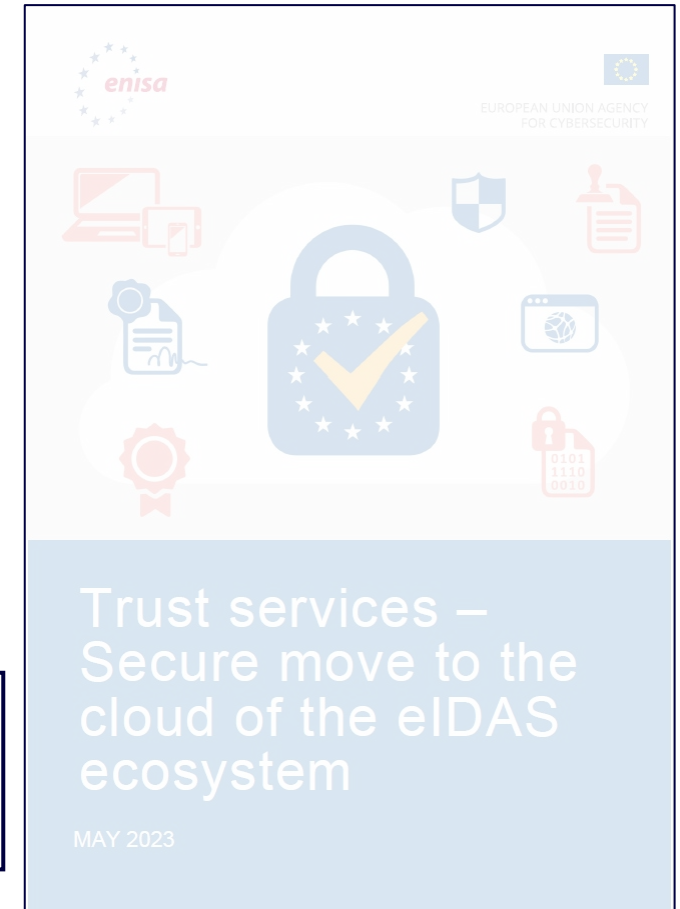 enisa
EUROPEAN UNION AGENCY
FOR CYBERSECURITY
0101
1110
0010
Trust services –
Secure move to the
cloud of the eIDAS
ecosystem
MAY 2023